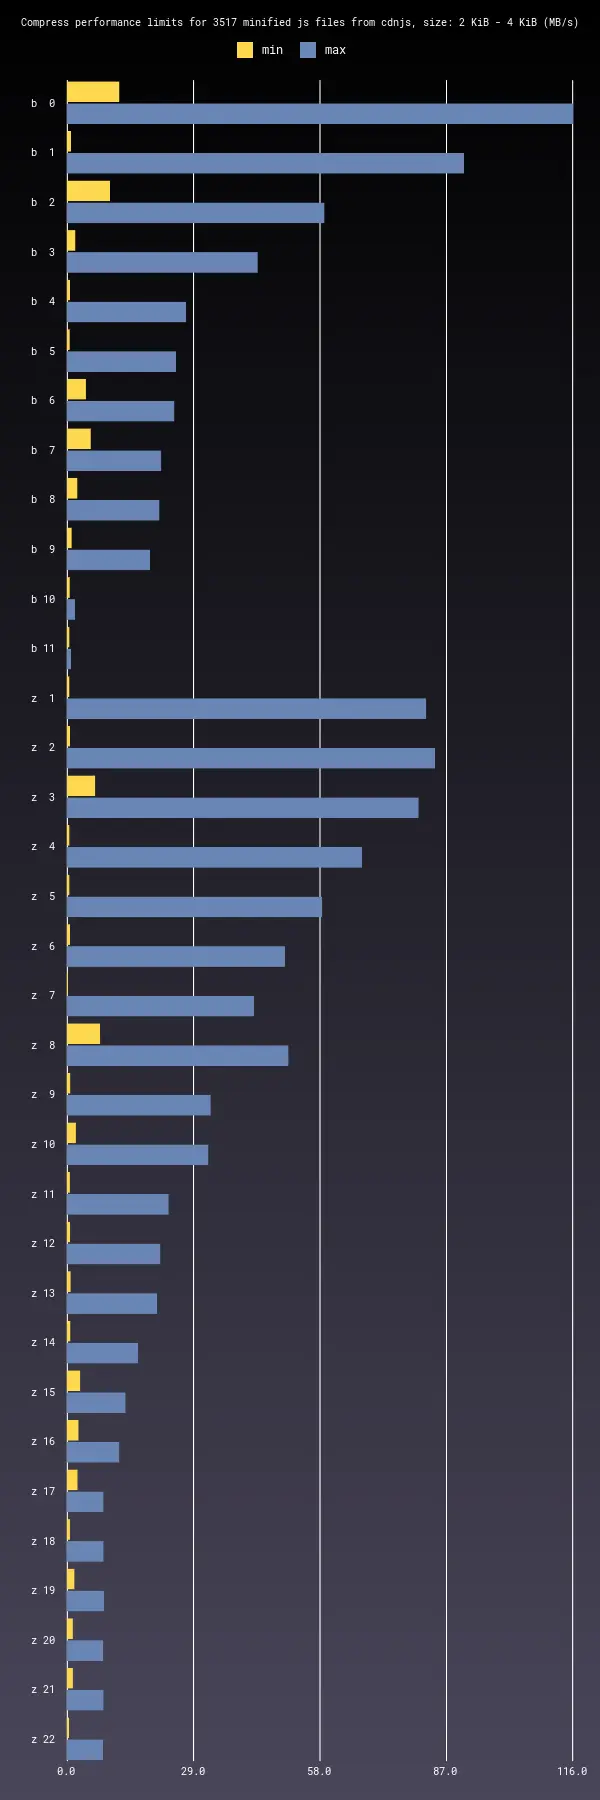 Compress performance limits for 3517 minified js files from cdnjs, size: 2 KiB - 4 KiB (MB/s)
min max
b 0
b 1
b 2
b 3
b 4
b 5
b 6
b 7
b 8
b 9
b 10
b 11
z 1
z 2
z 3
z 4
z 5
z 6
z 7
z 8
z 9
z 10
z 11
z 12
z 13
z 14
z 15
z 16
z 17
z 18
z 19
z 20
z 21
z 22
0.0 29.0 58.0 87.0 116.0